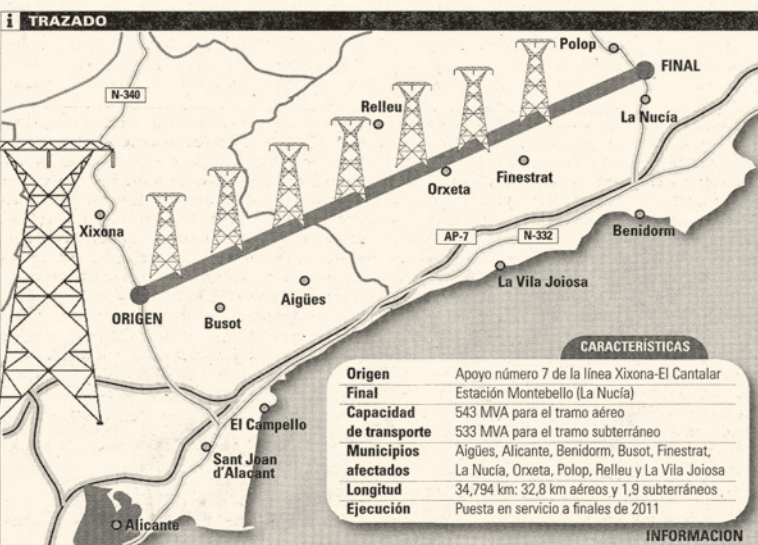 i TRAZADO
Polop
FINAL
N-340
La Nucía
Relleu
Orxeta
Finestrat
Xixona
AP-7
N-332
Benidorm
La Vila Joiosa
ORIGEN
Busot
Aigües
El Campello
Sant Joan
d'Alacant
Alicante
CARACTERÍSTICAS
Origen Apoyo número 7 de la línea Xixona-El Cantalar
Final Estación Montebello (La Nucía)
Capacidad 543 MVA para el tramo aéreo
de transporte 533 MVA para el tramo subterráneo
Municipios Aigües, Alicante, Benidorm, Busot, Finestrat,
afectados La Nucía, Orxeta, Polop, Relleu y La Vila Joiosa
Longitud 34,794 km: 32,8 km aéreos y 1,9 subterráneos
Ejecución Puesta en servicio a finales de 2011
INFORMACION